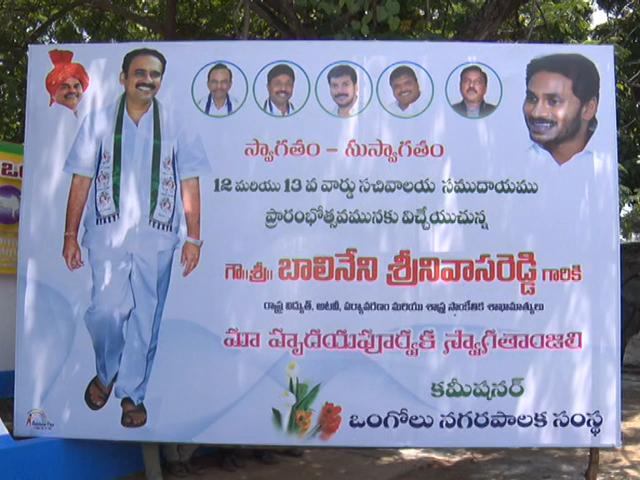 స్వాగతం - సుస్వాగతం
12 మరియు 13 వ వార్డు సచివాలయ సముదాయము
ప్రారంభోత్సవమునకు విచ్చేయుచున్న
గౌ॥శ్రీ॥ బాలినేని శ్రీనివాసరెడ్డి గారికి
రాష్ట్ర విద్యుత్, అటవీ, పర్యావరణం మరియు శాస్త్ర సాంకేతిక శాఖామాత్యులు
మా హృదయపూర్వక స్వాగతాంజలి
కమీషనర్
ఒంగోలు నగరపాలక సంస్థ